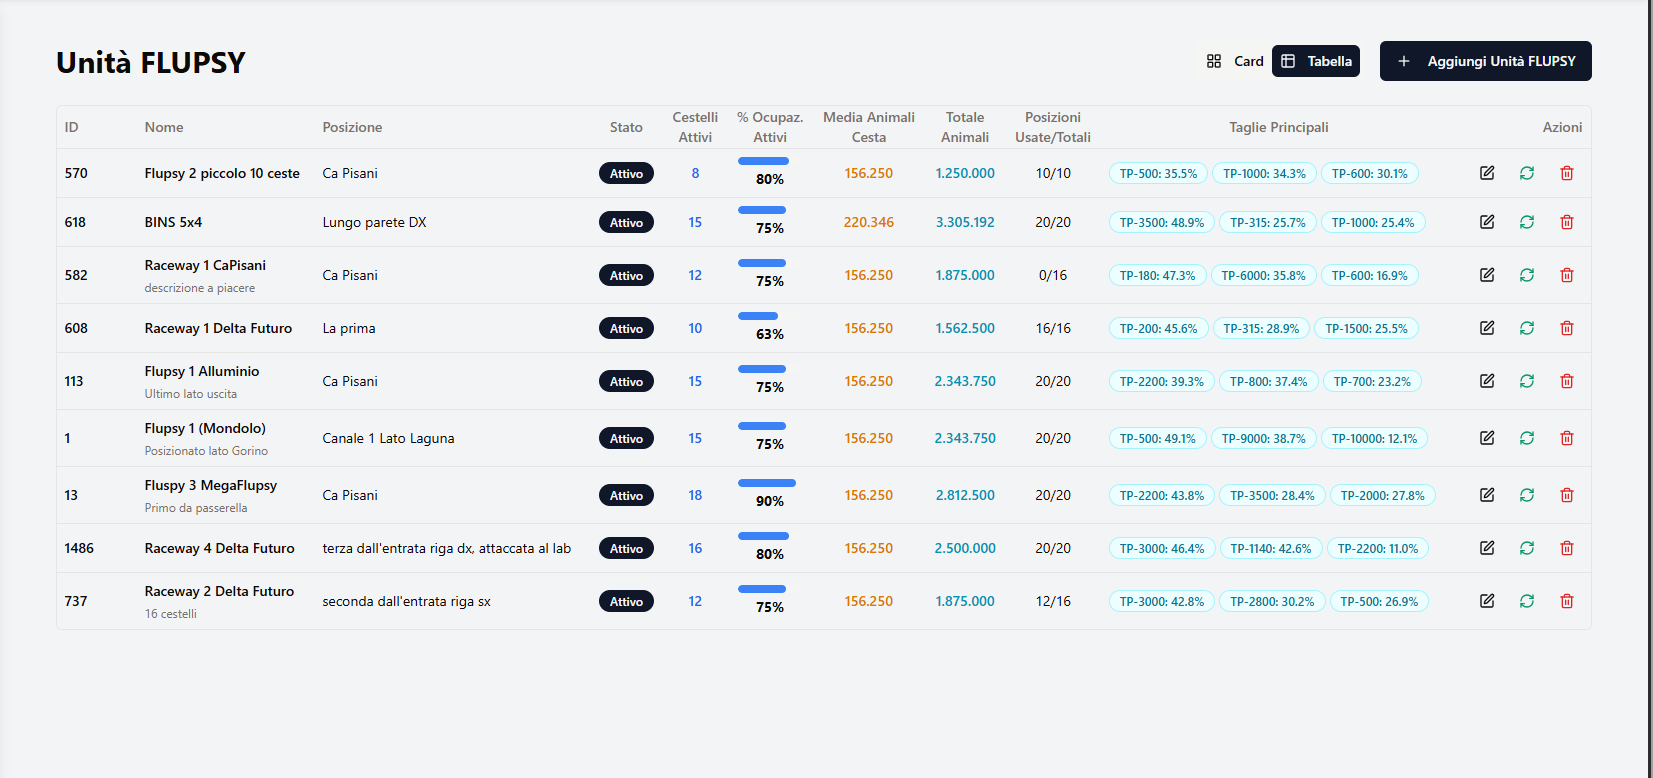 Unità FLUPSY
Card
Tabella
Aggiungi Unità FLUPSY
ID Nome Posizione Stato Cestelli Attivi % Ocupaz. Attivi Media Animali Cesta Totale Animali Posizioni Usate/Totali Taglie Principali Azioni
570 Flupsy 2 piccolo 10 ceste Ca Pisani Attivo 8 80% 156.250 1.250.000 10/10 TP-500: 35.5% TP-1000: 34.3% TP-600: 30.1%
618 BINS 5x4 Lungo parete DX Attivo 15 75% 220.346 3.305.192 20/20 TP-3500: 48.9% TP-315: 25.7% TP-1000: 25.4%
582 Raceway 1 CaPisani Ca Pisani Attivo 12 75% 156.250 1.875.000 0/16 TP-180: 47.3% TP-6000: 35.8% TP-600: 16.9%
descrizione a piacere
608 Raceway 1 Delta Futuro La prima Attivo 10 63% 156.250 1.562.500 16/16 TP-200: 45.6% TP-315: 28.9% TP-1500: 25.5%
113 Flupsy 1 Alluminio Ca Pisani Attivo 15 75% 156.250 2.343.750 20/20 TP-2200: 39.3% TP-800: 37.4% TP-700: 23.2%
Ultimo lato uscita
1 Flupsy 1 (Mondolo) Canale 1 Lato Laguna Attivo 15 75% 156.250 2.343.750 20/20 TP-500: 49.1% TP-9000: 38.7% TP-10000: 12.1%
Posizionato lato Gorino
13 Fluspy 3 MegaFlupsy Ca Pisani Attivo 18 90% 156.250 2.812.500 20/20 TP-2200: 43.8% TP-3500: 28.4% TP-2000: 27.8%
Primo da passerella
1486 Raceway 4 Delta Futuro terza dall'entrata riga dx, attaccata al lab Attivo 16 80% 156.250 2.500.000 20/20 TP-3000: 46.4% TP-1140: 42.6% TP-2200: 11.0%
737 Raceway 2 Delta Futuro seconda dall'entrata riga sx Attivo 12 75% 156.250 1.875.000 12/16 TP-3000: 42.8% TP-2800: 30.2% TP-500: 26.9%
16 cestelli